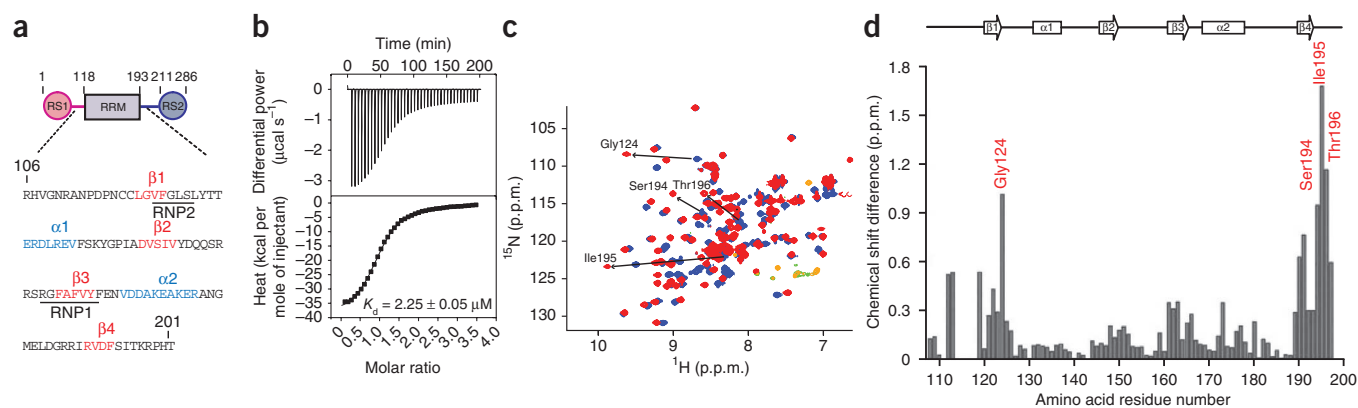 a
1 118 193 211 286
RS1 RRM RS2
106
β1
RHVGNRANPDPNCCLGVFGLSLYTT
RNP2
α1 β2
ERDLREVFSKYGPIADVSIVYDQQSR
β3 α2
RSRGFAFVYFENVDDAKEAKERANG
RNP1
β4 201
MELDGRRIRVDFSITKRPHT
b
Time (min)
0 50 100 150 200
Differential power
(µcal s⁻¹)
0
−1
−2
−3
Heat (kcal per
mole of injectant)
0
−5
−10
−15
−20
−25
−30
−35
−40
Kd = 2.25 ± 0.05 µM
0 0.5 1.0 1.5 2.0 2.5 3.0 3.5 4.0
Molar ratio
c
¹⁵N (p.p.m.)
105
110
115
120
125
130
Gly124
Ser194 Thr196
Ile195
10 9 8 7
¹H (p.p.m.)
d
β1 α1 β2 β3 α2 β4
Chemical shift difference (p.p.m.)
1.8
1.5
1.2
0.9
0.6
0.3
0
Gly124
Ser194
Ile195
Thr196
110 120 130 140 150 160 170 180 190 200
Amino acid residue number